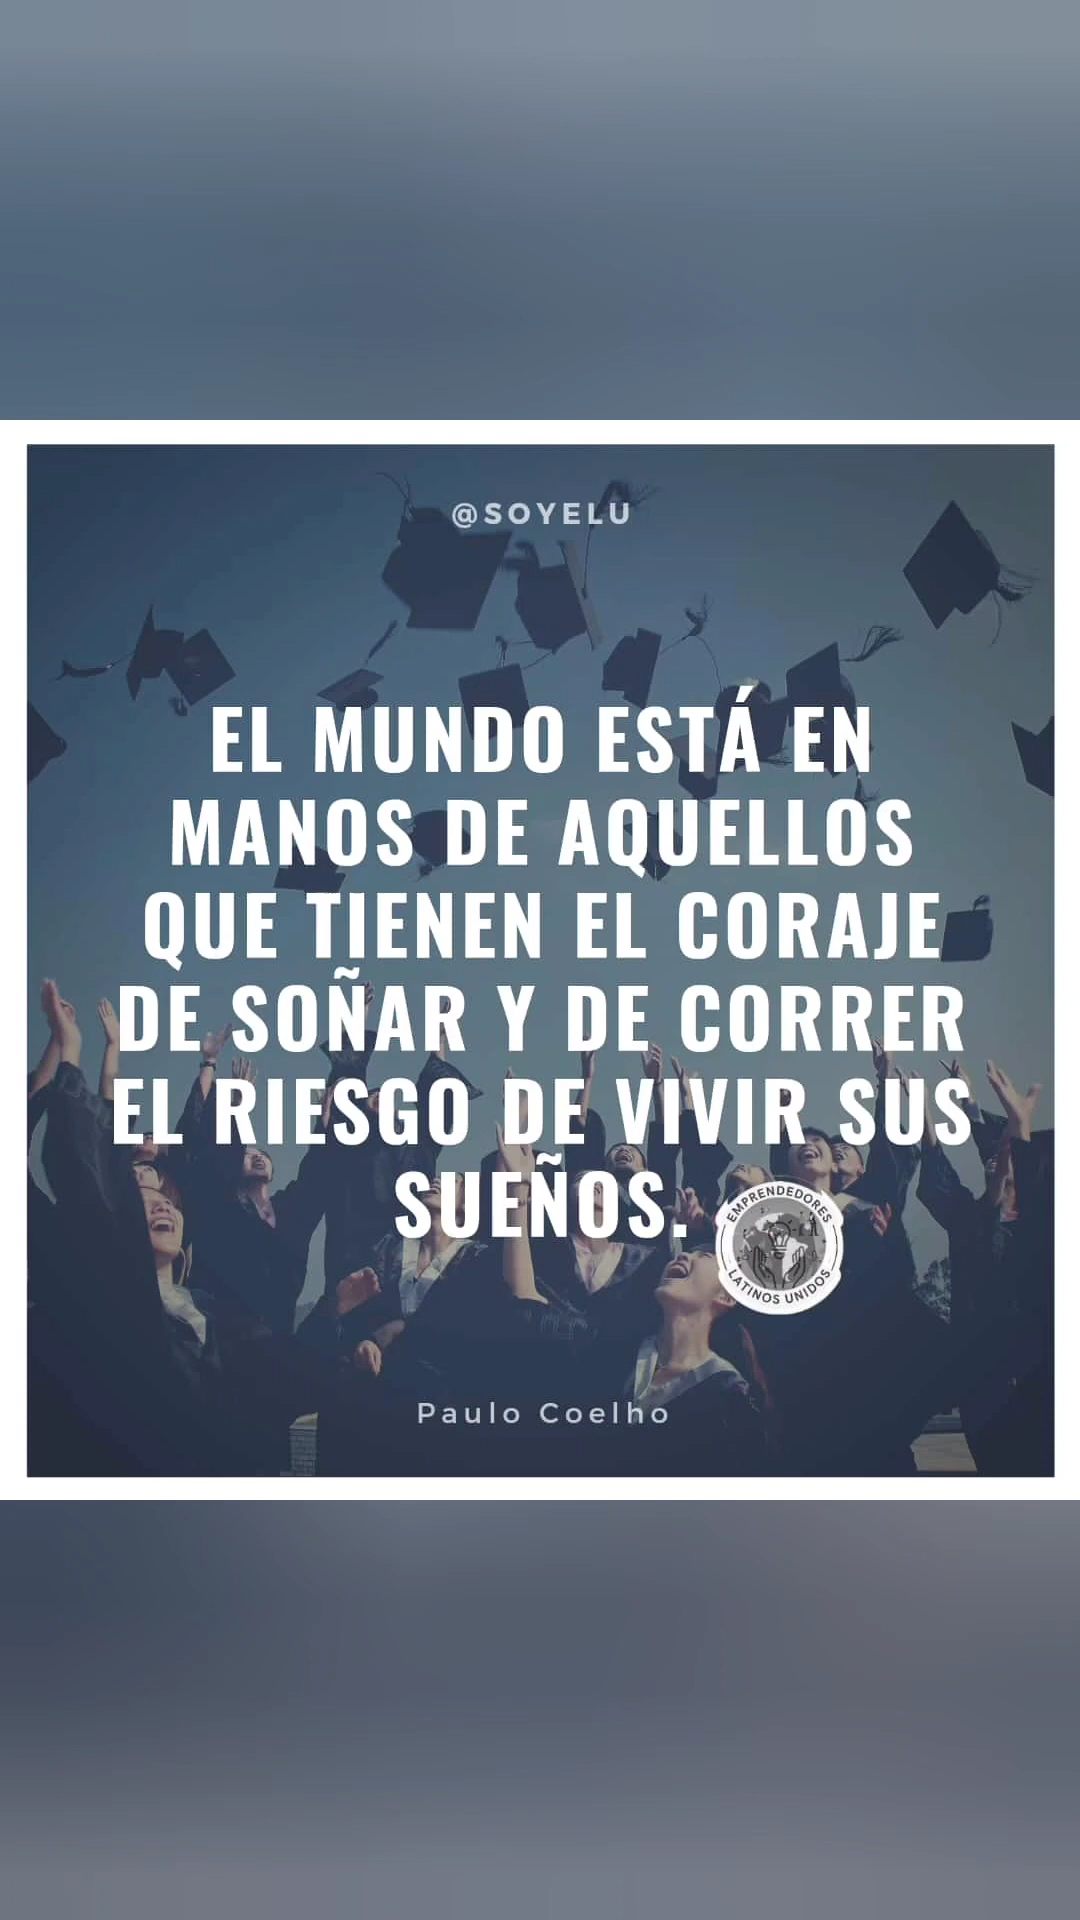 @SOYELU
EL MUNDO ESTÁ EN
MANOS DE AQUELLOS
QUE TIENEN EL CORAJE
DE SOÑAR Y DE CORRER
EL RIESGO DE VIVIR SUS
SUEÑOS.
EMPRENDEDORES
LATINOS UNIDOS
Paulo Coelho